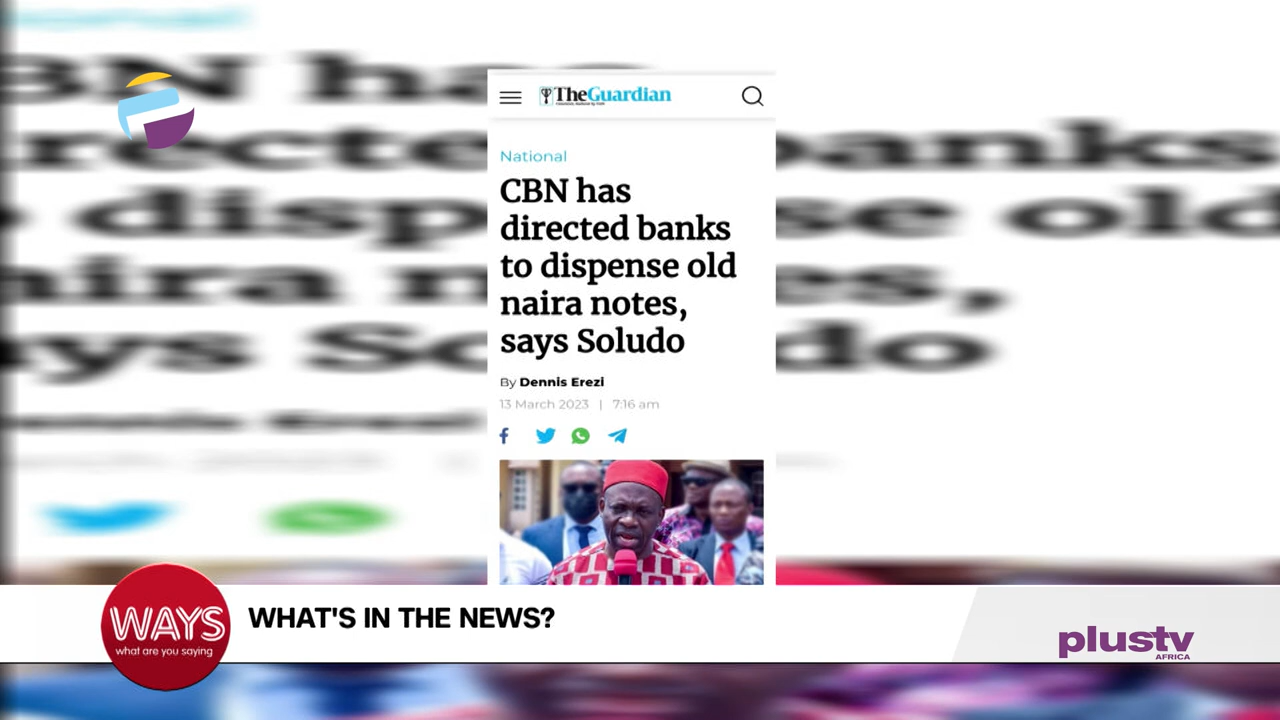 TheGuardian
National
CBN has
directed banks
to dispense old
naira notes,
says Soludo
By Dennis Erezi
13 March 2023 | 7:16 am
WAYS
what are you saying
WHAT'S IN THE NEWS?
plustv
AFRICA